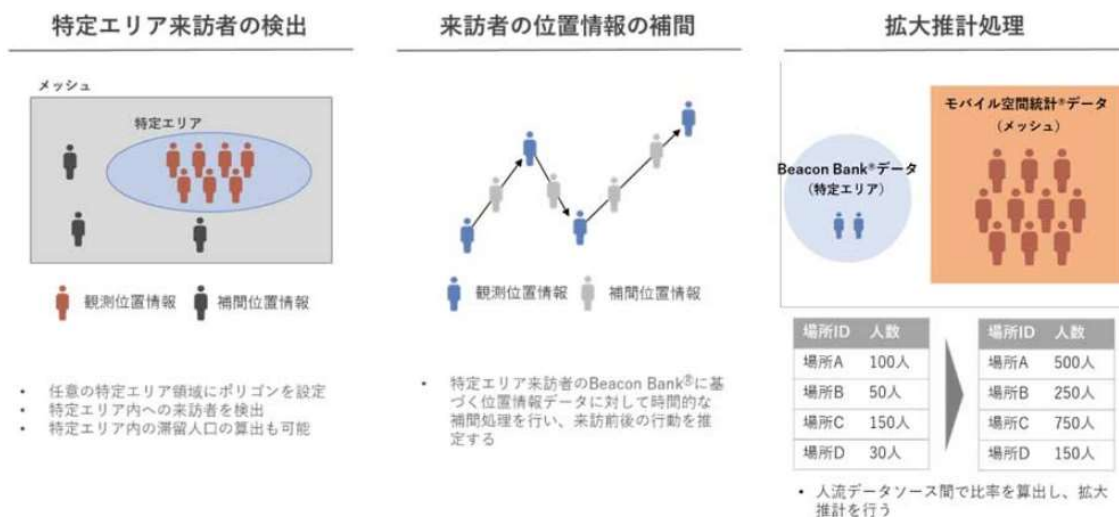 特定エリア来訪者の検出
メッシュ
特定エリア
観測位置情報 補間位置情報
• 任意の特定エリア領域にポリゴンを設定
• 特定エリア内への来訪者を検出
• 特定エリア内の滞留人口の算出も可能
来訪者の位置情報の補間
観測位置情報 補間位置情報
• 特定エリア来訪者のBeacon Bank®に基
づく位置情報データに対して時間的な
補間処理を行い、来訪前後の行動を推
定する
拡大推計処理
モバイル空間統計®データ
(メッシュ)
Beacon Bank®データ
(特定エリア)
場所ID 人数
場所A 100人
場所B 50人
場所C 150人
場所D 30人
場所ID 人数
場所A 500人
場所B 250人
場所C 750人
場所D 150人
• 人流データソース間で比率を算出し、拡大
推計を行う